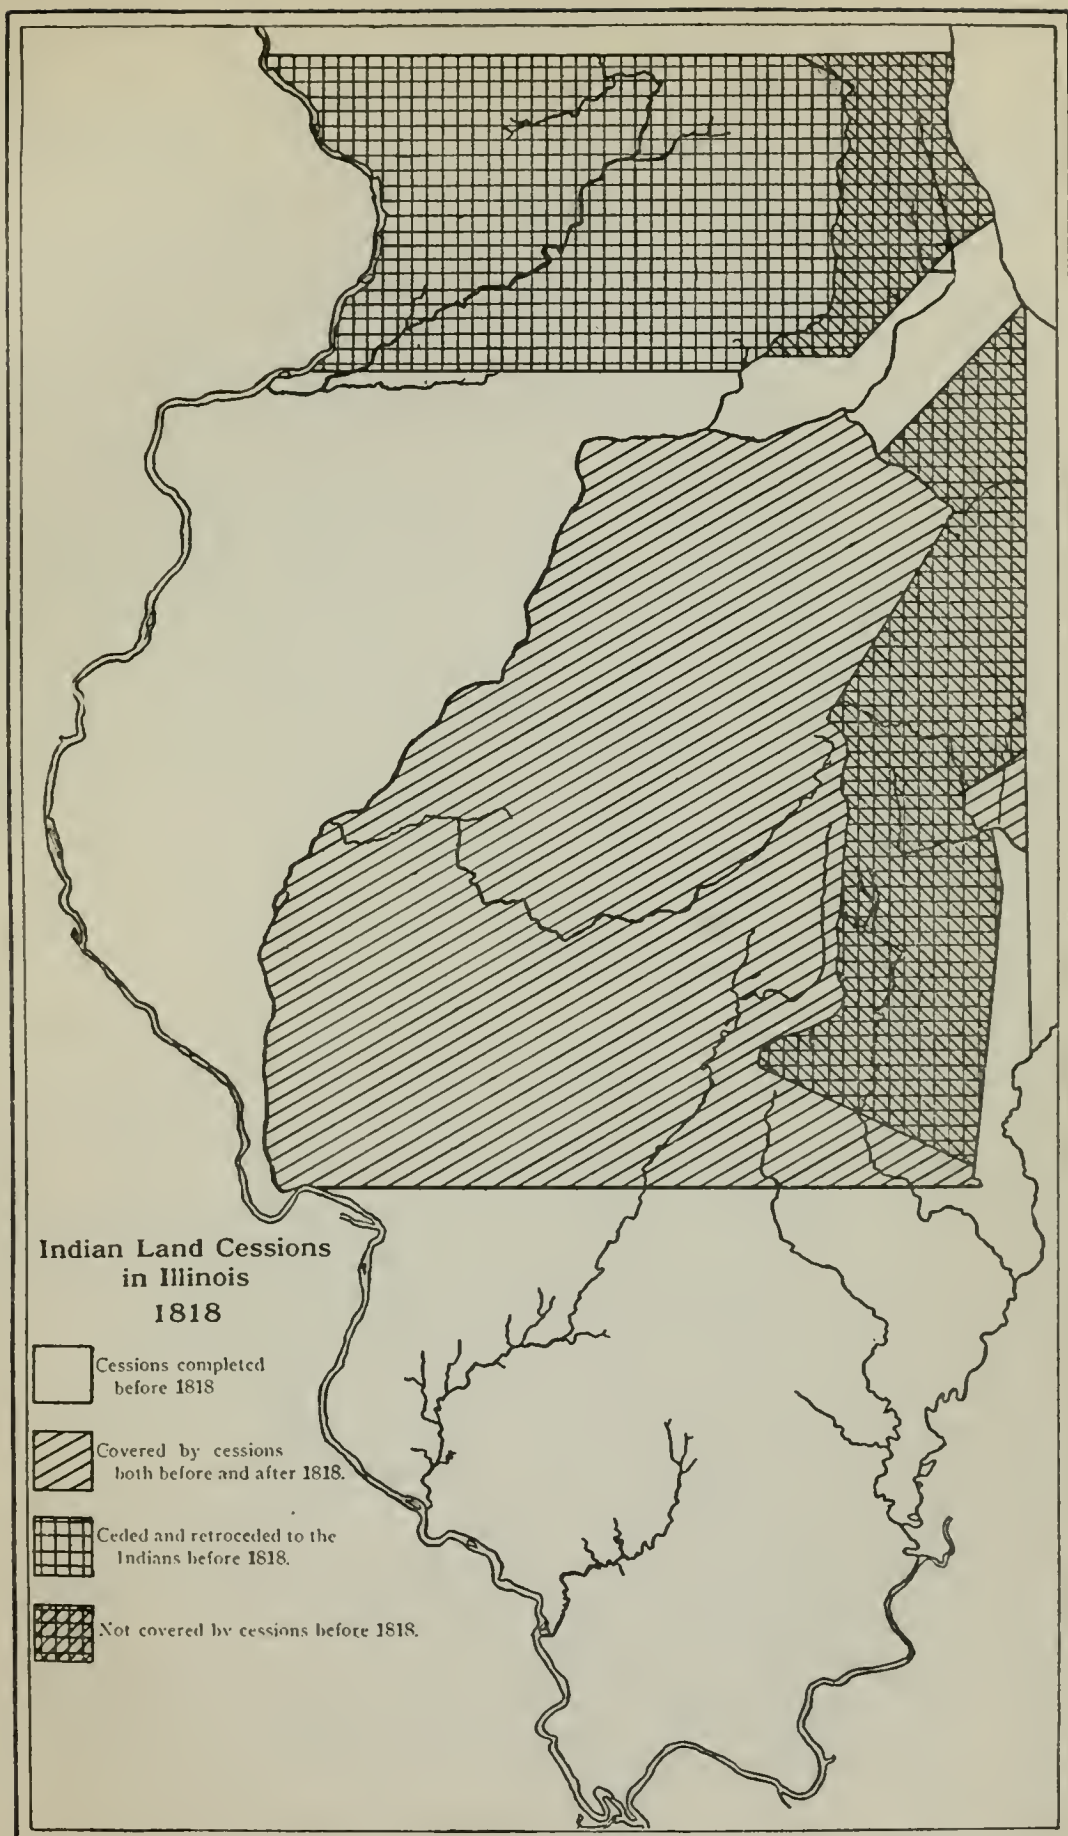 Indian Land Cessions
in Illinois
1818
Cessions completed
before 1818
Covered by cessions
both before and after 1818.
Ceded and retroceded to the
Indians before 1818.
Not covered by cessions before 1818.